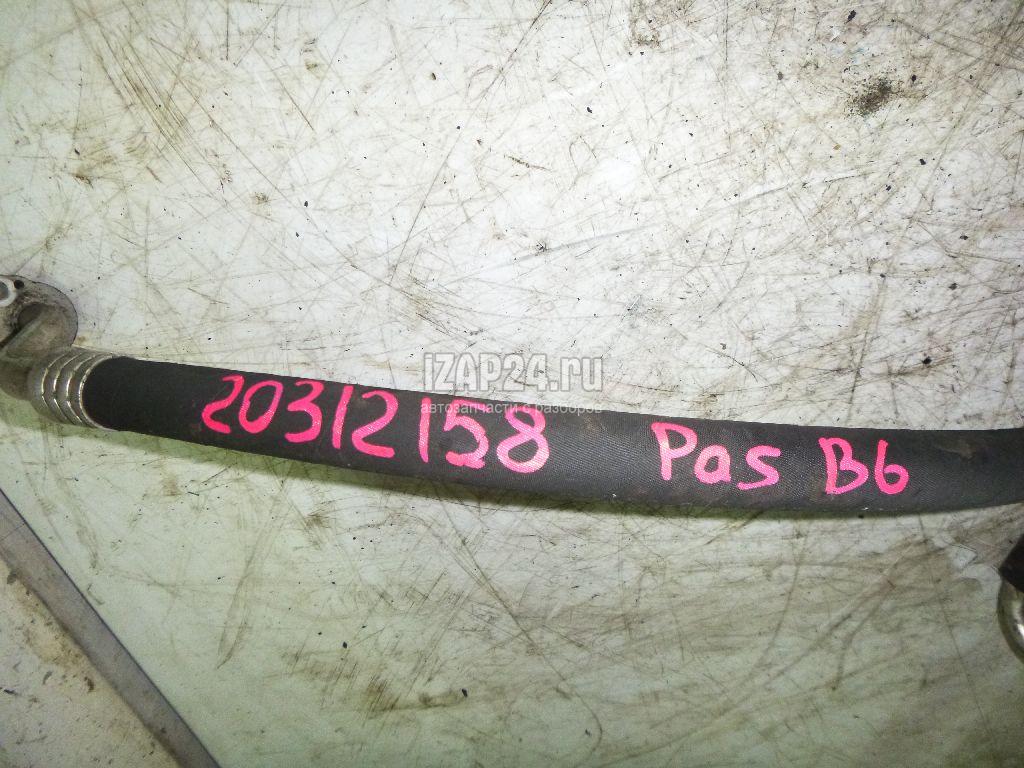 iZAP24.ru
автозапчасти с разборов
20312158 Pas B6